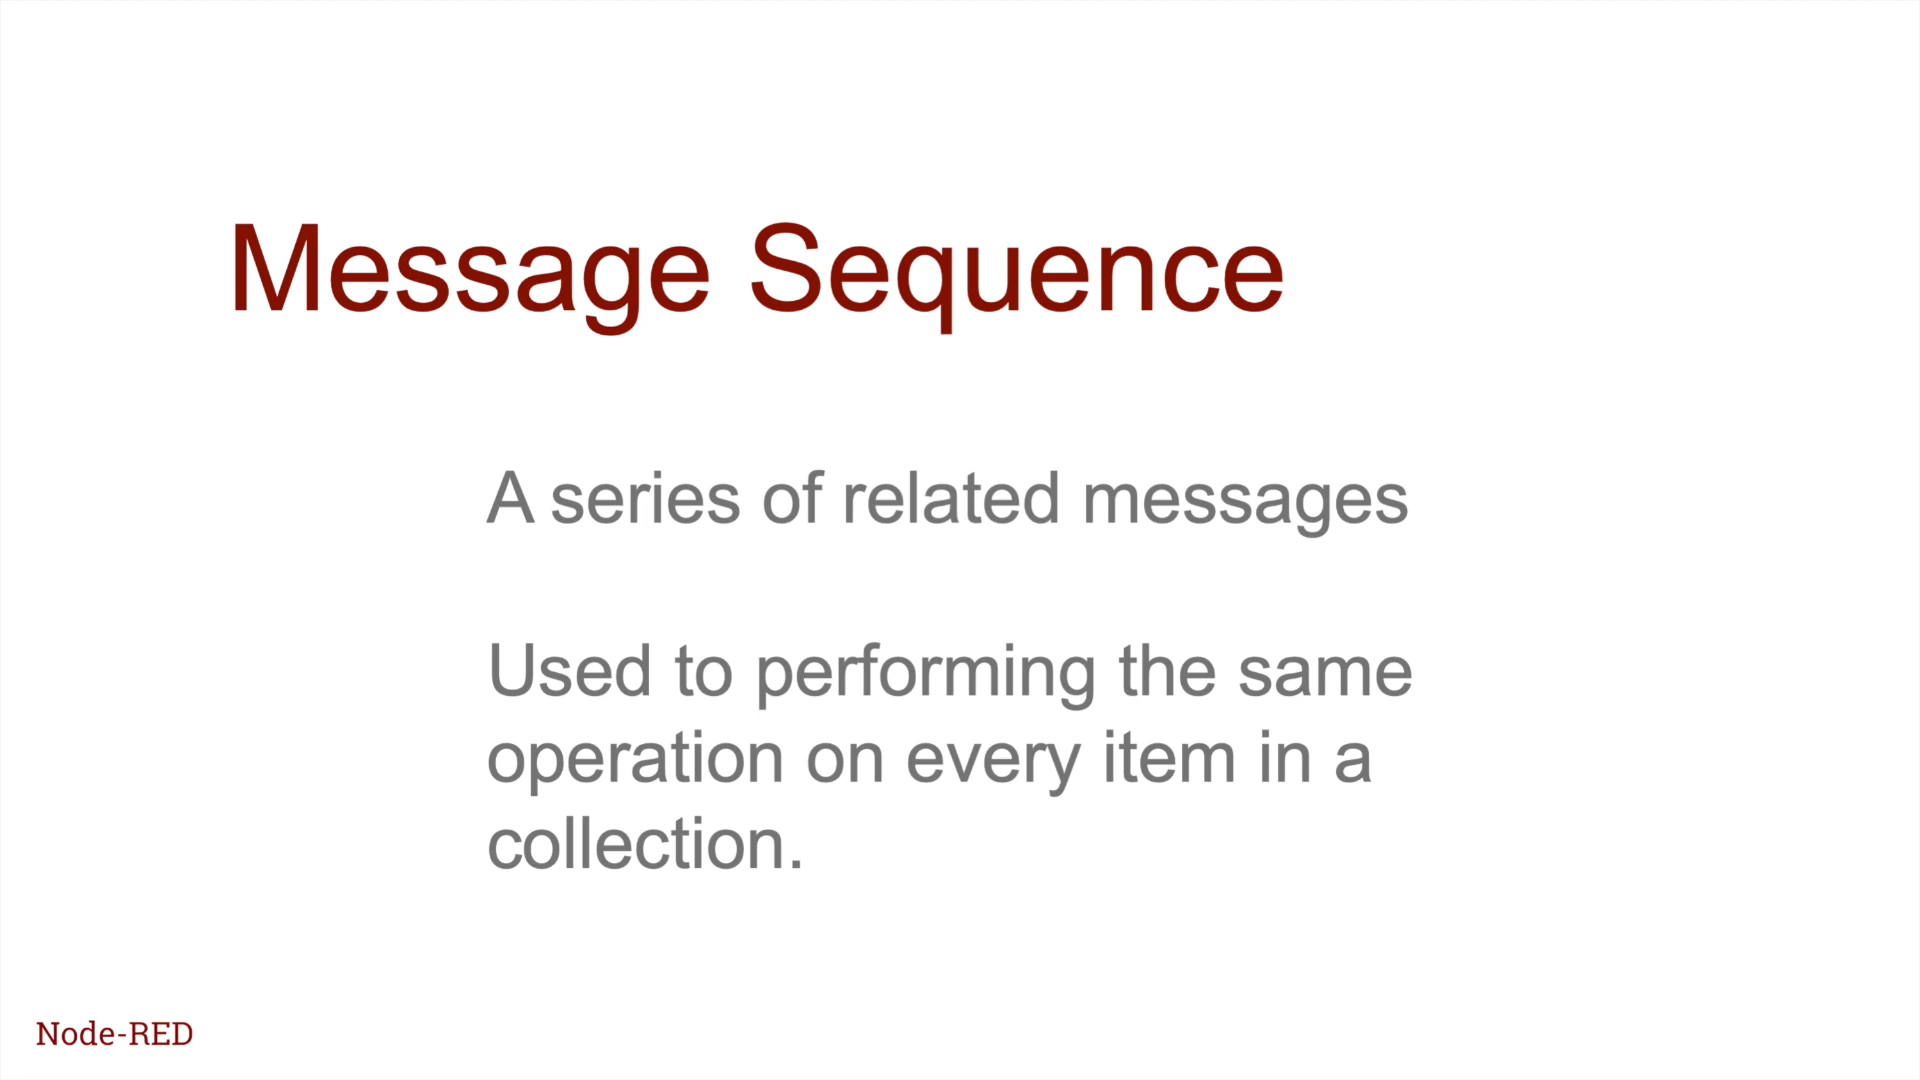 Message Sequence
A series of related messages
Used to performing the same
operation on every item in a
collection.
Node-RED